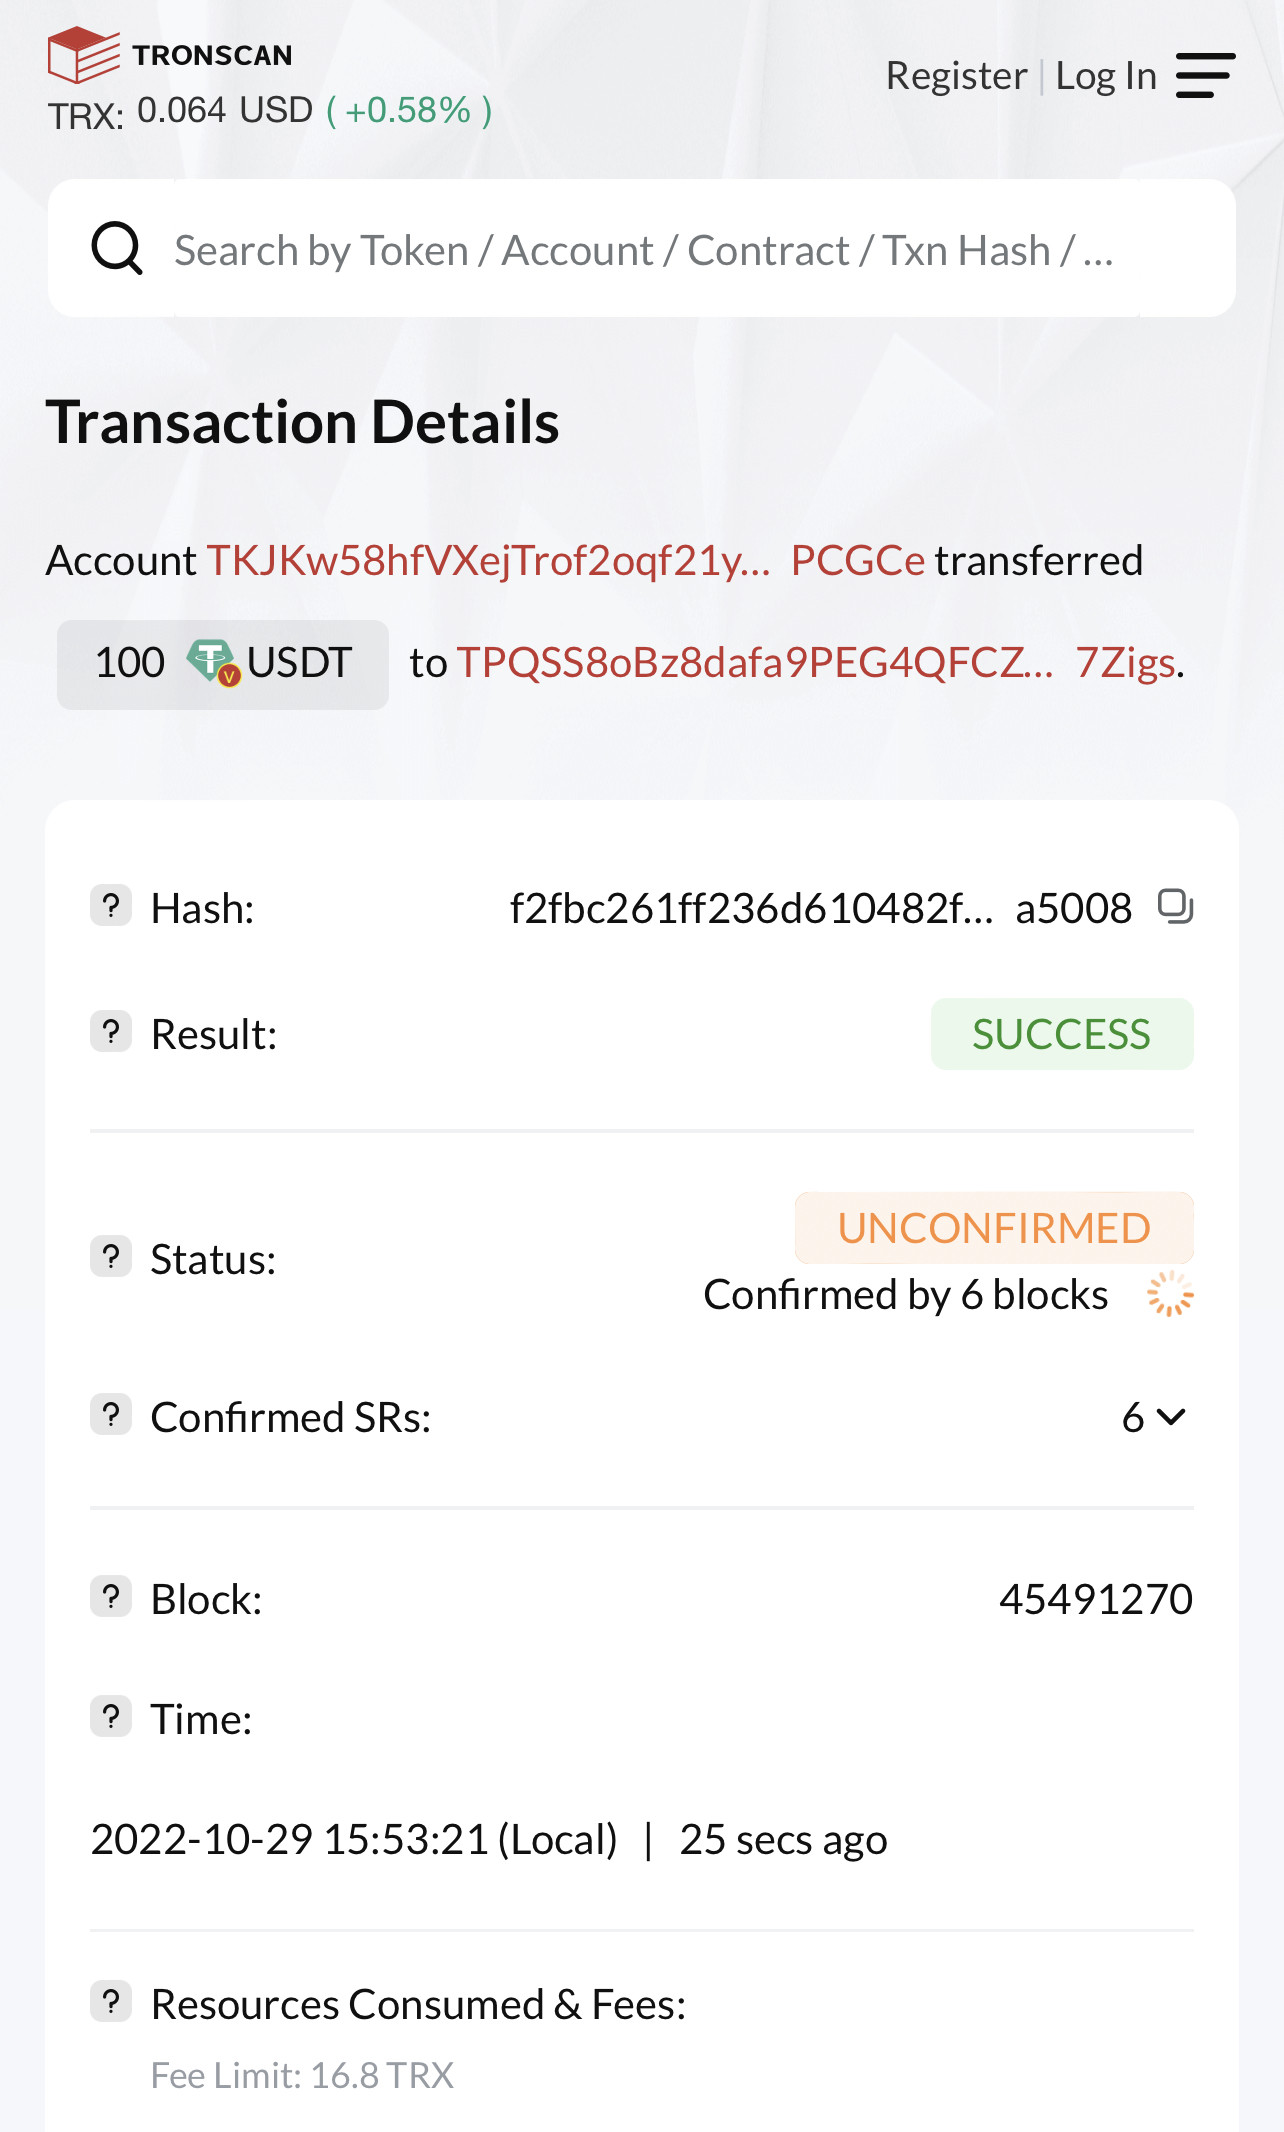 TRONSCAN
TRX: 0.064 USD ( +0.58% )
Register | Log In
Search by Token / Account / Contract / Txn Hash / ...
Transaction Details
Account TKJKw58hfVXejTrof2oqf21y... PCGCe transferred
100 USDT to TPQSS8oBz8dafa9PEG4QFCZ... 7Zigs.
? Hash: f2fbc261ff236d610482f... a5008
? Result: SUCCESS
UNCONFIRMED
? Status:
Confirmed by 6 blocks
? Confirmed SRs: 6
? Block: 45491270
? Time:
2022-10-29 15:53:21 (Local) | 25 secs ago
? Resources Consumed & Fees:
Fee Limit: 16.8 TRX